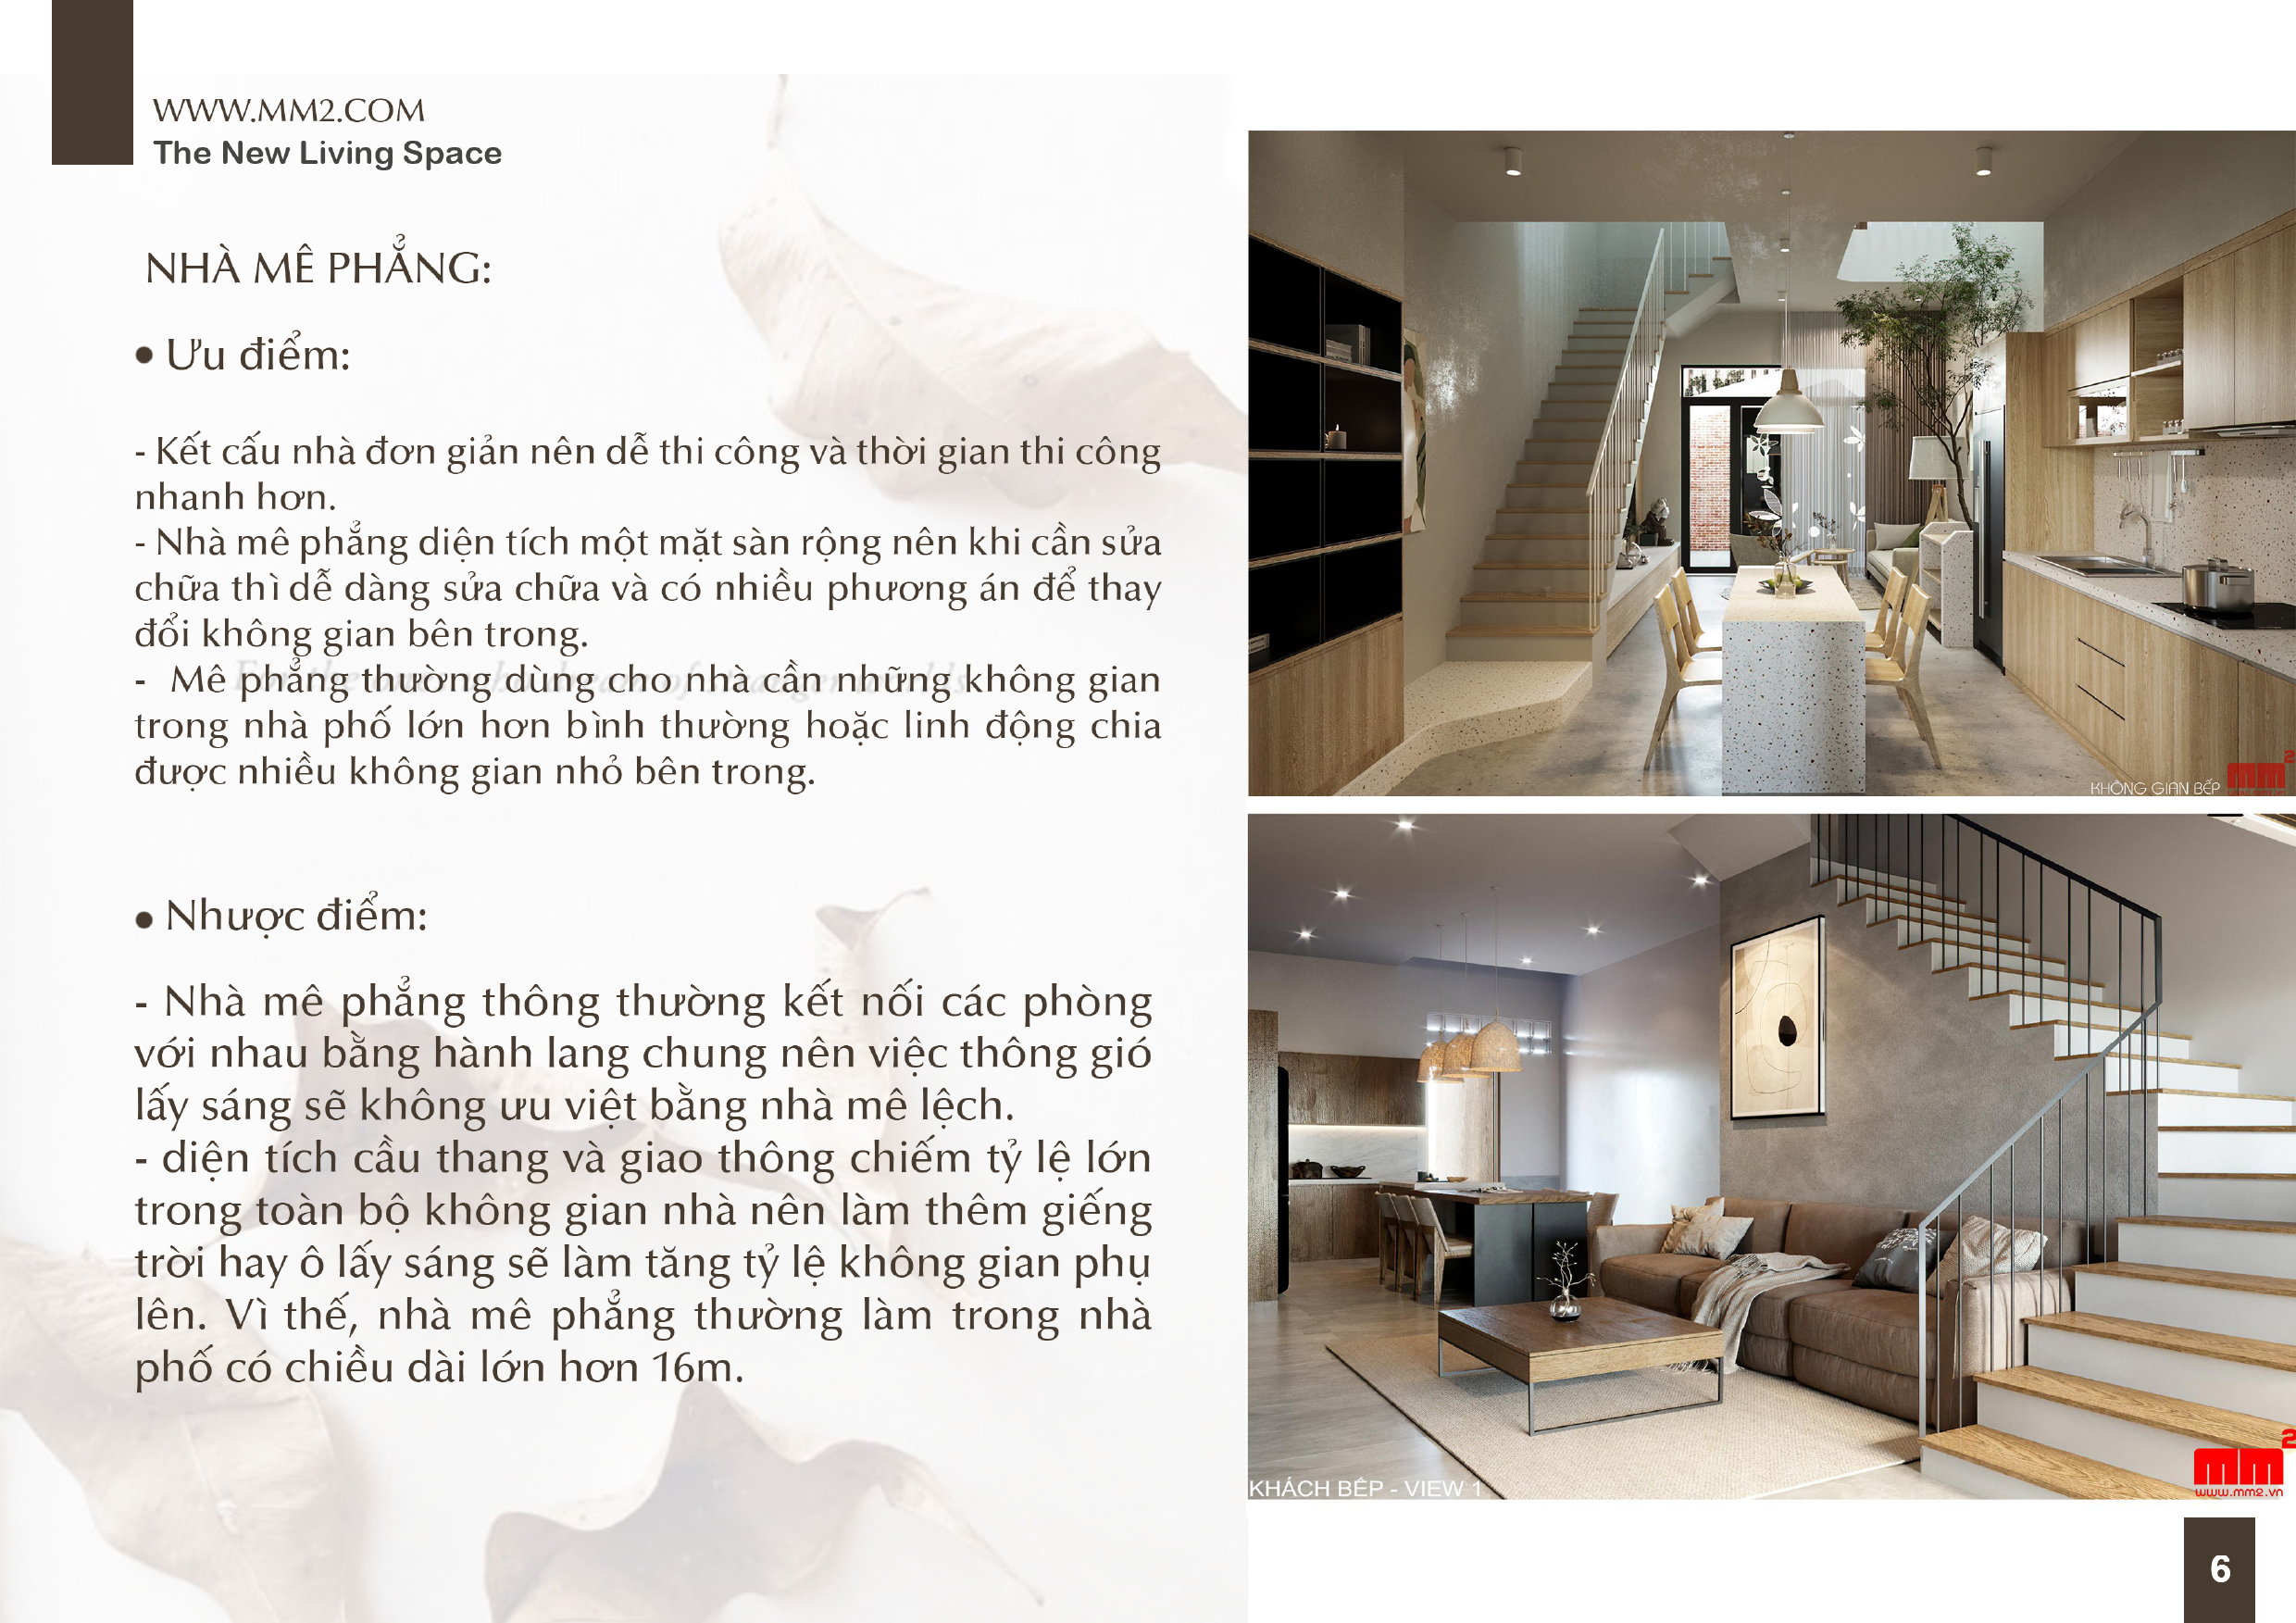 WWW.MM2.COM
The New Living Space
NHÀ MÊ PHẲNG:
● Ưu điểm:
- Kết cấu nhà đơn giản nên dễ thi công và thời gian thi công
nhanh hơn.
- Nhà mê phẳng diện tích một mặt sàn rộng nên khi cần sửa
chữa thì dễ dàng sửa chữa và có nhiều phương án để thay
đổi không gian bên trong.
- Mê phẳng thường dùng cho nhà cần những không gian
trong nhà phố lớn hơn bình thường hoặc linh động chia
được nhiều không gian nhỏ bên trong.
● Nhược điểm:
- Nhà mê phẳng thông thường kết nối các phòng
với nhau bằng hành lang chung nên việc thông gió
lấy sáng sẽ không ưu việt bằng nhà mê lệch.
- diện tích cầu thang và giao thông chiếm tỷ lệ lớn
trong toàn bộ không gian nhà nên làm thêm giếng
trời hay ô lấy sáng sẽ làm tăng tỷ lệ không gian phụ
lên. Vì thế, nhà mê phẳng thường làm trong nhà
phố có chiều dài lớn hơn 16m.
KHÔNG GIAN BẾP
mm2
KHÁCH BẾP - VIEW 1
mm2
www.mm2.vn
6